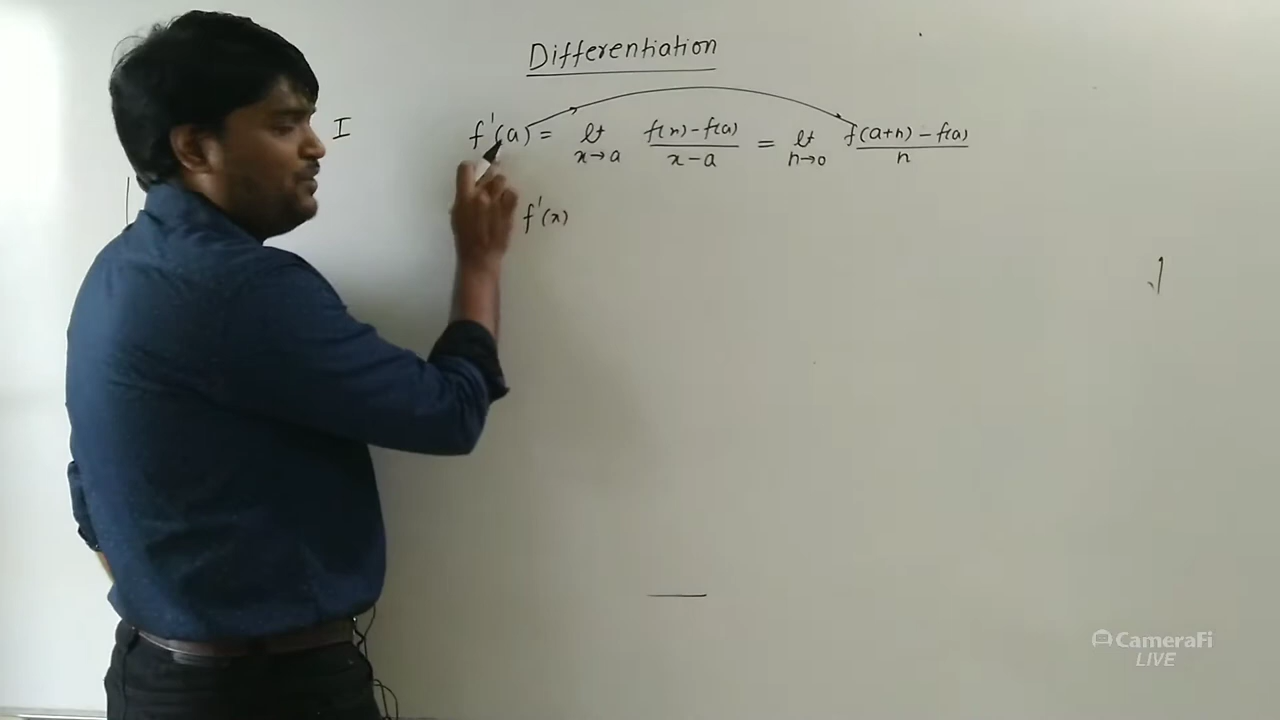 Differentiation
I f'(a) = lt x→a f(x)-f(a) / x-a = lt h→0 f(a+h)-f(a) / h
f'(x)
CameraFi
LIVE